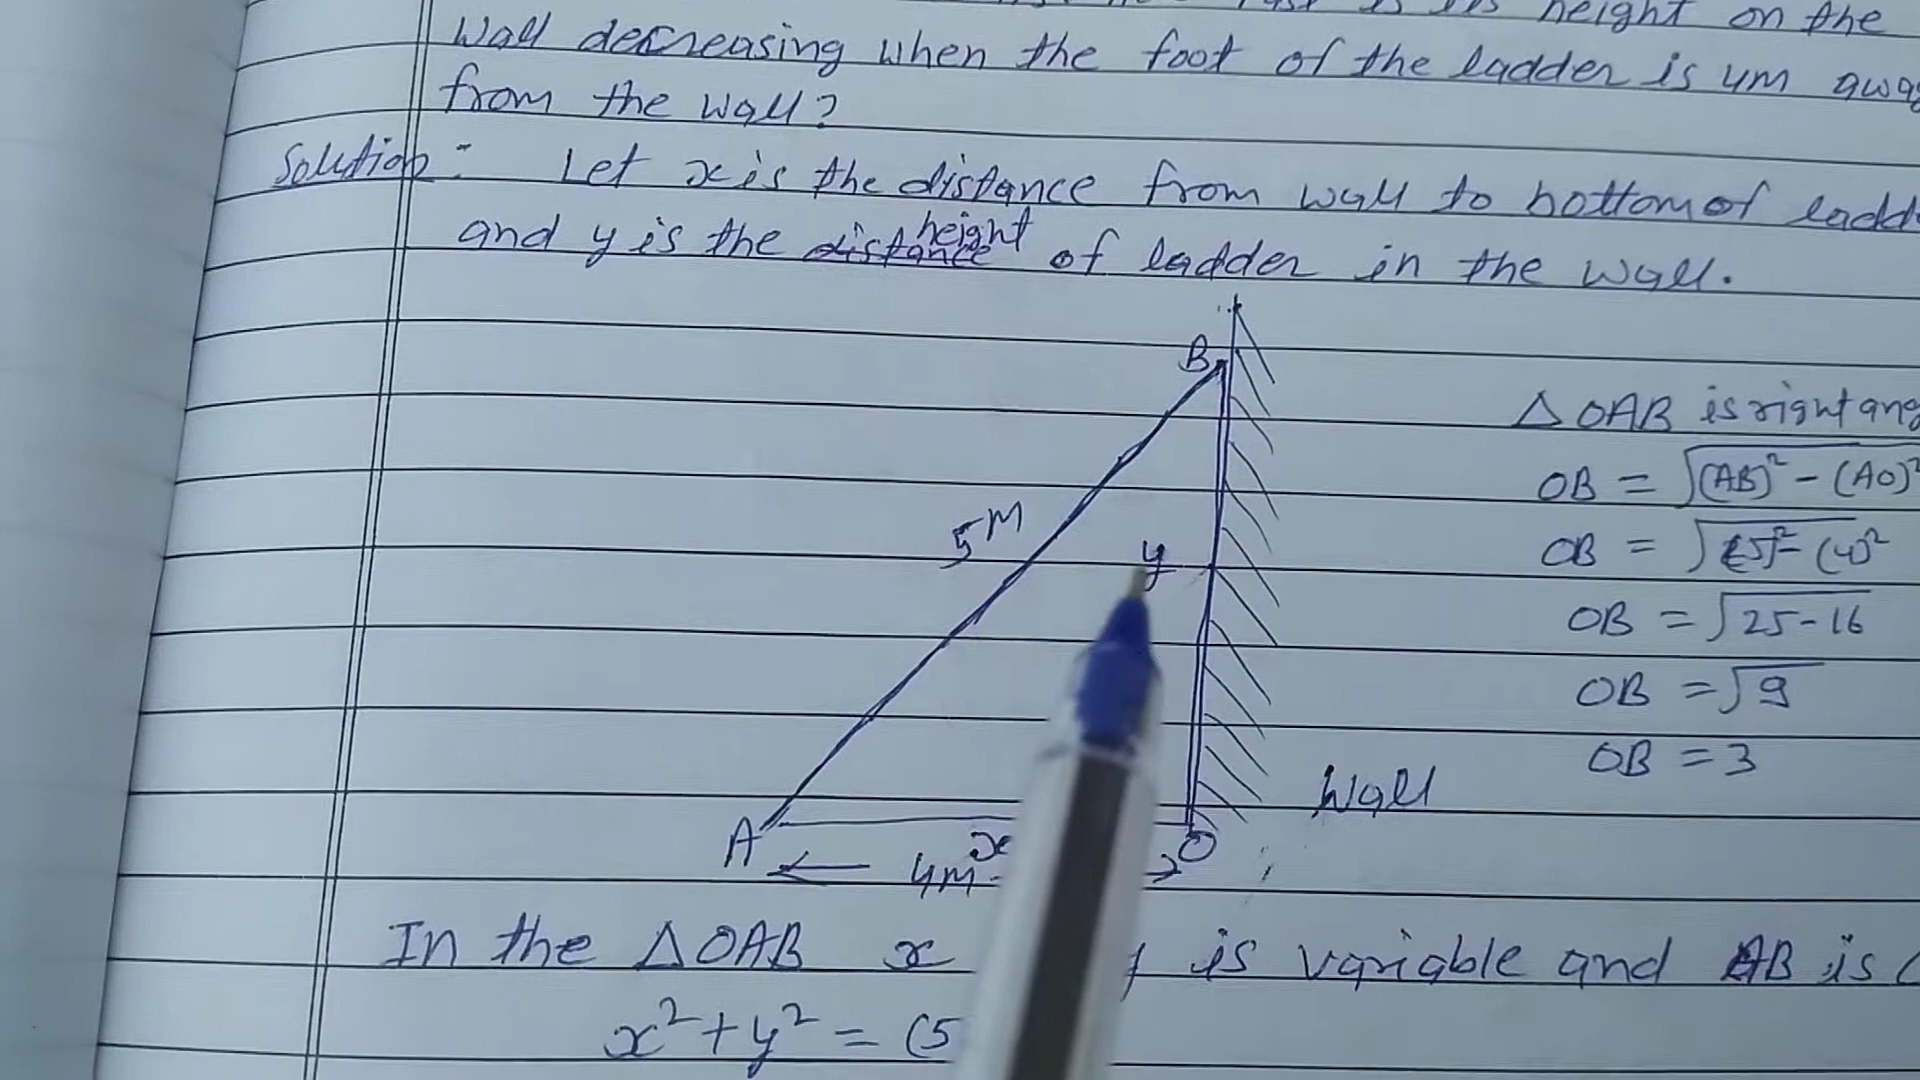 height on the
Wall decreasing when the foot of the ladder is 4m away
from the wall?
Solution: Let x is the distance from wall to bottom of ladd
and y is the distance height of ladder in the wall.
B
5M
y
A
x
4m
O
Wall
△OAB is right ang
OB = √(AB)² - (AO)²
OB = √(5)² - (4)²
OB = √25-16
OB = √9
OB = 3
In the △OAB x y is variable and AB is
x² + y² = (5